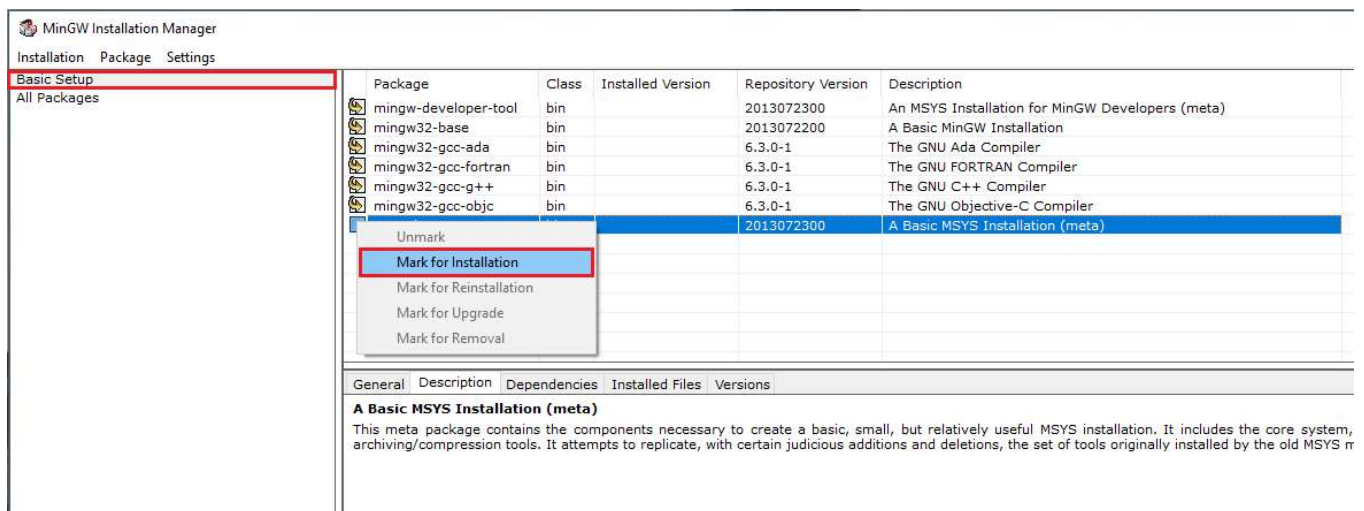 MinGW Installation Manager
Installation Package Settings
Basic Setup
All Packages
Package Class Installed Version Repository Version Description
mingw-developer-tool bin 2013072300 An MSYS Installation for MinGW Developers (meta)
mingw32-base bin 2013072200 A Basic MinGW Installation
mingw32-gcc-ada bin 6.3.0-1 The GNU Ada Compiler
mingw32-gcc-fortran bin 6.3.0-1 The GNU FORTRAN Compiler
mingw32-gcc-g++ bin 6.3.0-1 The GNU C++ Compiler
mingw32-gcc-objc bin 6.3.0-1 The GNU Objective-C Compiler
2013072300 A Basic MSYS Installation (meta)
Unmark
Mark for Installation
Mark for Reinstallation
Mark for Upgrade
Mark for Removal
General Description Dependencies Installed Files Versions
A Basic MSYS Installation (meta)
This meta package contains the components necessary to create a basic, small, but relatively useful MSYS installation. It includes the core system,
archiving/compression tools. It attempts to replicate, with certain judicious additions and deletions, the set of tools originally installed by the old MSYS